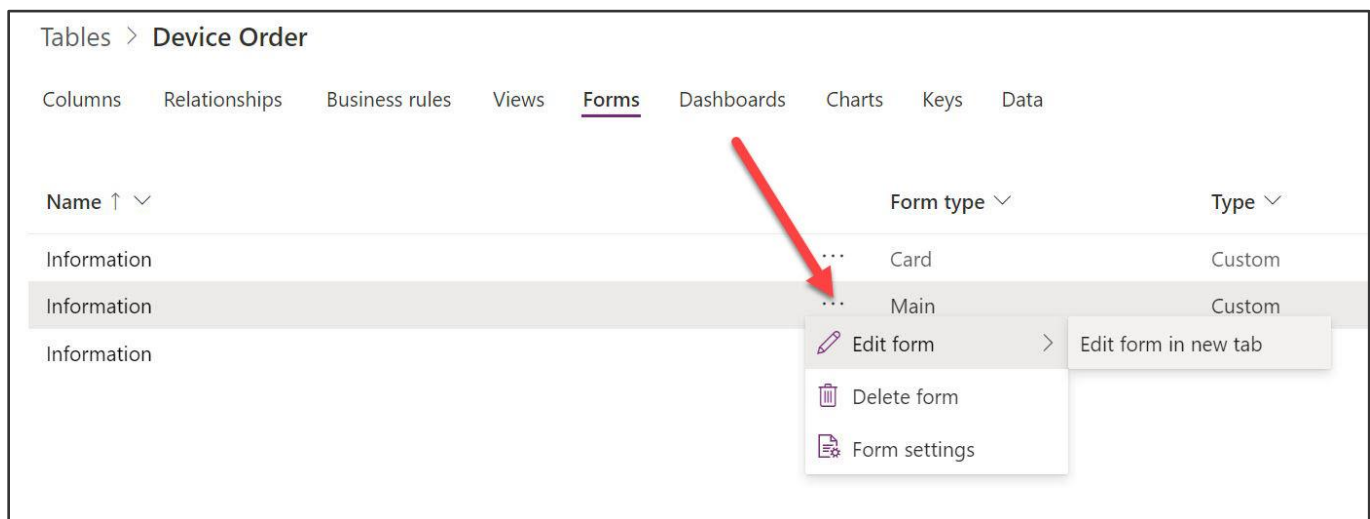 Tables > Device Order
Columns Relationships Business rules Views Forms Dashboards Charts Keys Data
Name ↑ Form type Type
Information ... Card Custom
Information ... Main Custom
Edit form > Edit form in new tab
Information
Delete form
Form settings